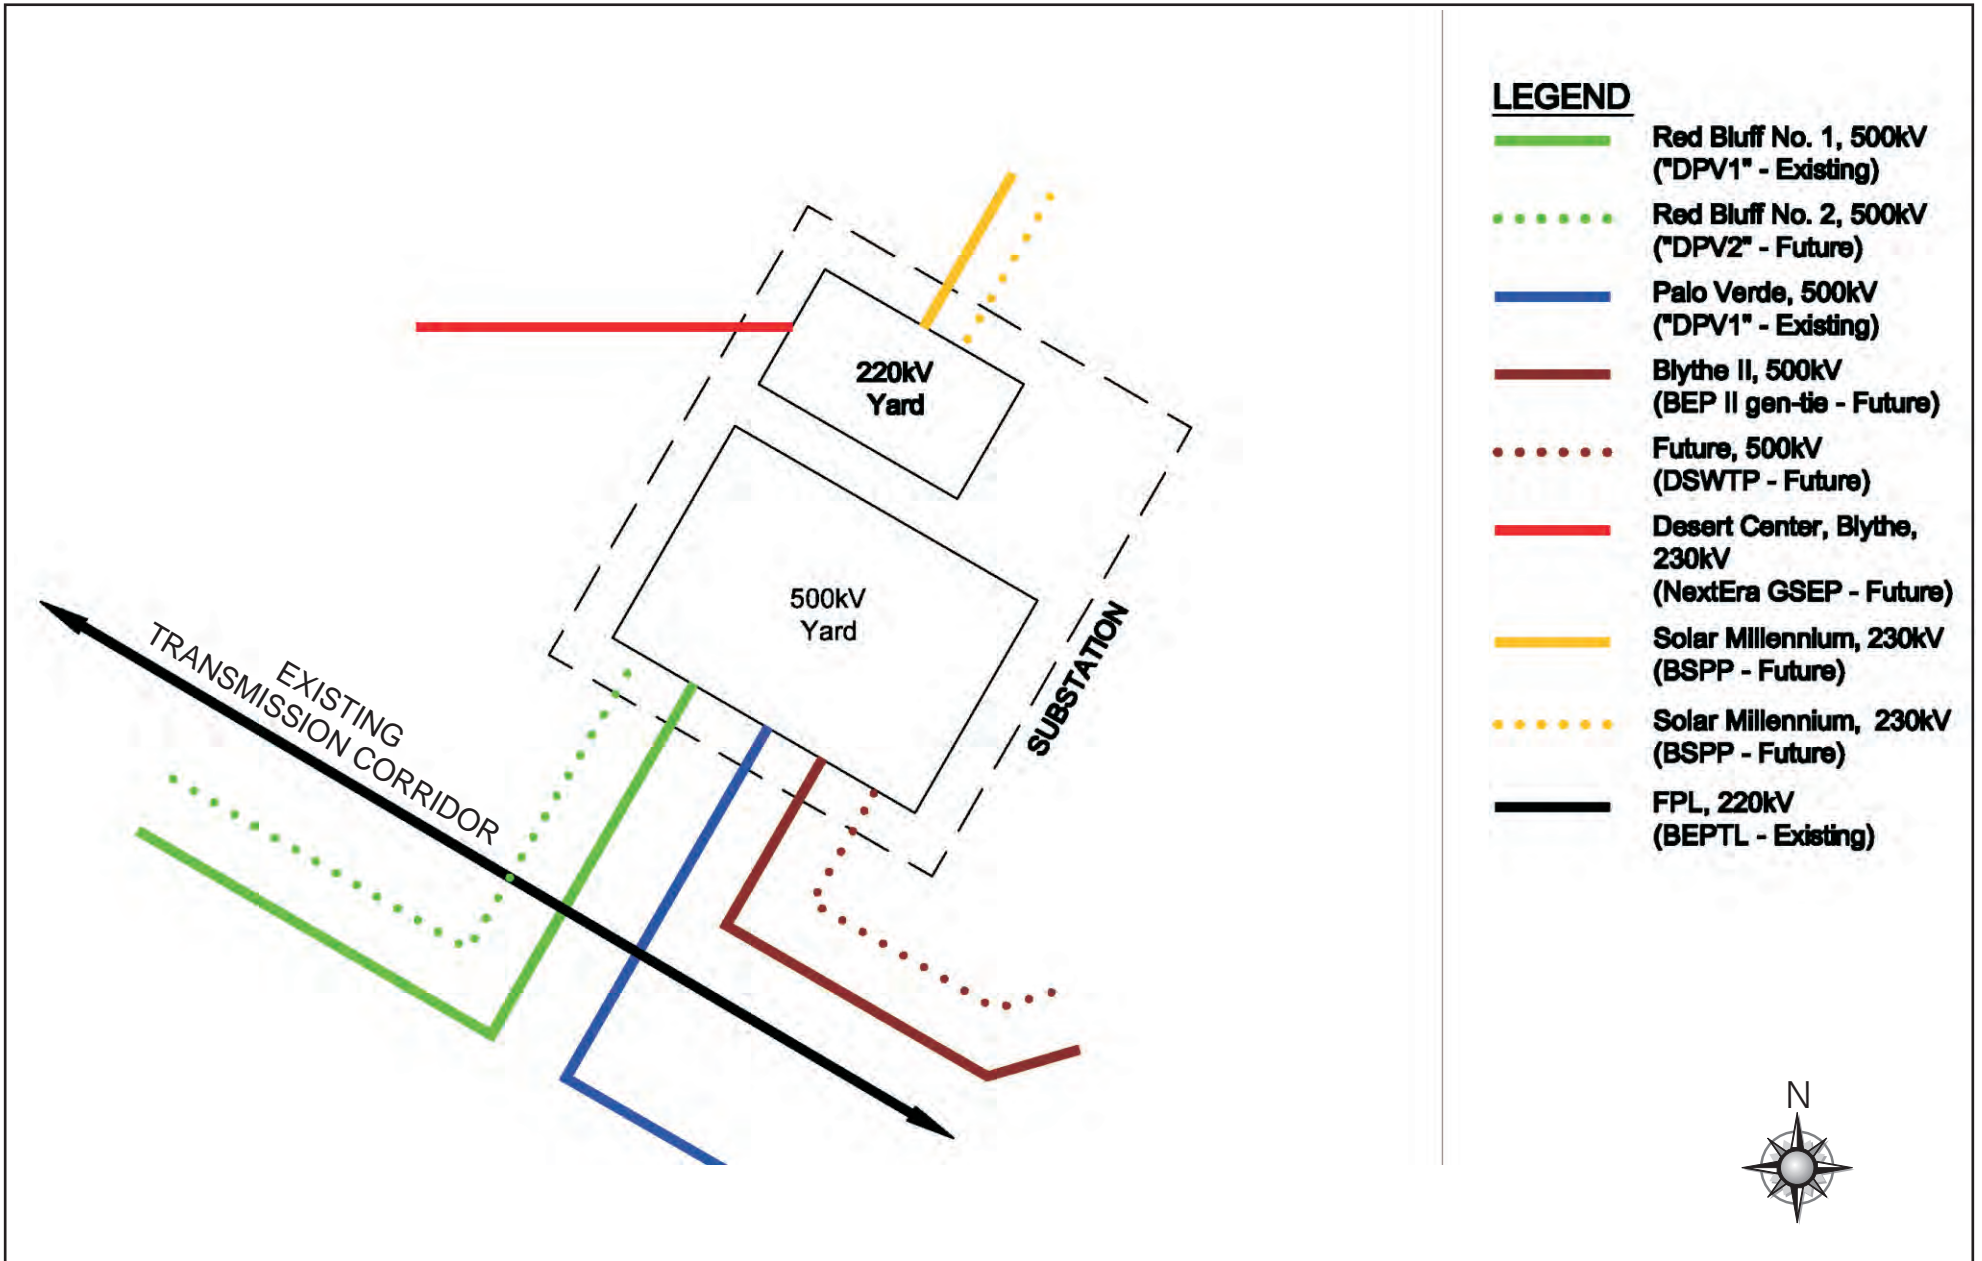 LEGEND
Red Bluff No. 1, 500kV
("DPV1" - Existing)
Red Bluff No. 2, 500kV
("DPV2" - Future)
Palo Verde, 500kV
("DPV1" - Existing)
Blythe II, 500kV
(BEP II gen-tie - Future)
Future, 500kV
(DSWTP - Future)
Desert Center, Blythe,
230kV
(NextEra GSEP - Future)
Solar Millennium, 230kV
(BSPP - Future)
Solar Millennium, 230kV
(BSPP - Future)
FPL, 220kV
(BEPTL - Existing)
220kV
Yard
500kV
Yard
SUBSTATION
EXISTING
TRANSMISSION CORRIDOR
N